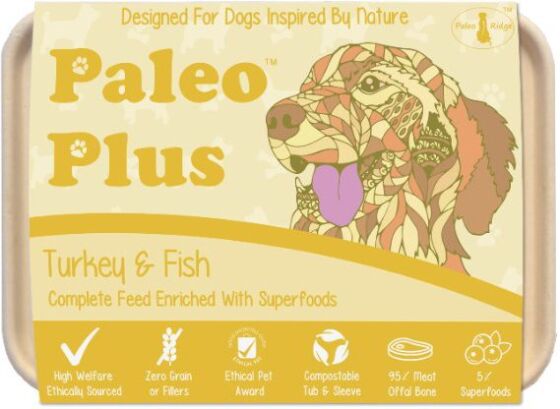 Designed For Dogs Inspired By Nature
Paleo Ridge
Paleo™
Plus
Turkey & Fish
Complete Feed Enriched With Superfoods
High Welfare
Ethically Sourced
Zero Grain
or Fillers
Ethical Pet
Award
Compostable
Tub & Sleeve
95% Meat
Offal Bone
5%
Superfoods